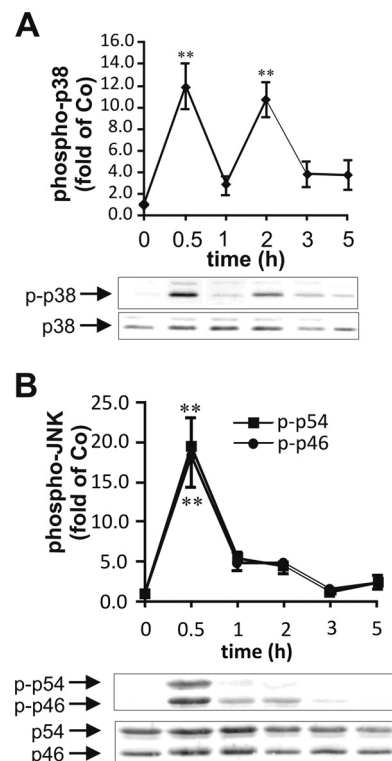 A
phospho-p38
(fold of Co)
16.0
14.0
12.0
10.0
8.0
6.0
4.0
2.0
0.0
**
**
0 0.5 1 2 3 5
time (h)
p-p38
p38
B
phospho-JNK
(fold of Co)
25.0
20.0
15.0
10.0
5.0
0.0
**
**
p-p54
p-p46
0 0.5 1 2 3 5
time (h)
p-p54
p-p46
p54
p46